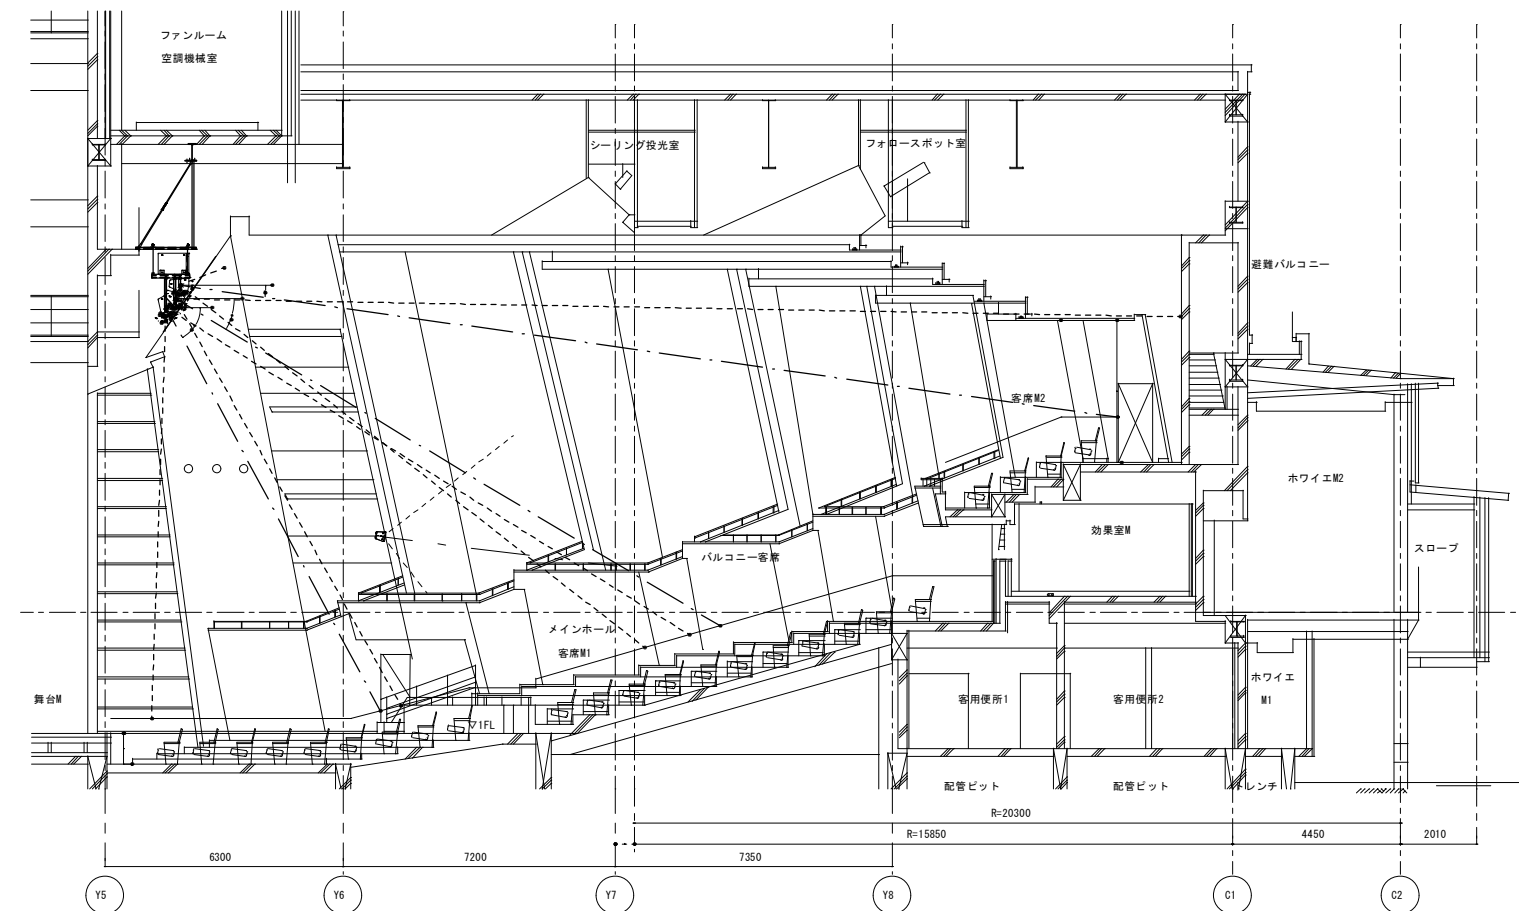 ファンルーム
空調機械室
シーリング投光室
フォロースポット室
避難バルコニー
客席M2
ホワイエM2
効果室M
スロープ
バルコニー客席
メインホール
客席M1
舞台M
▽1FL
客用便所1
客用便所2
ホワイエ
M1
配管ピット
配管ピット
トレンチ
R=20300
R=15850
4450
2010
6300
7200
7350
Y5
Y6
Y7
Y8
C1
C2